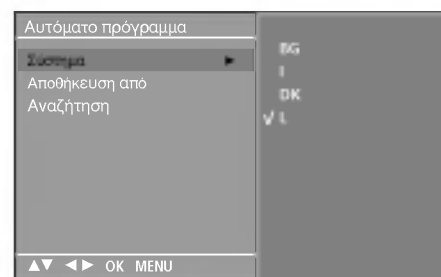 Αυτόματο πρόγραμμα
Σύστημα ►
Αποθήκευση από
Αναζήτηση
BG
I
DK
√ L
▲▼ ◄► OK MENU